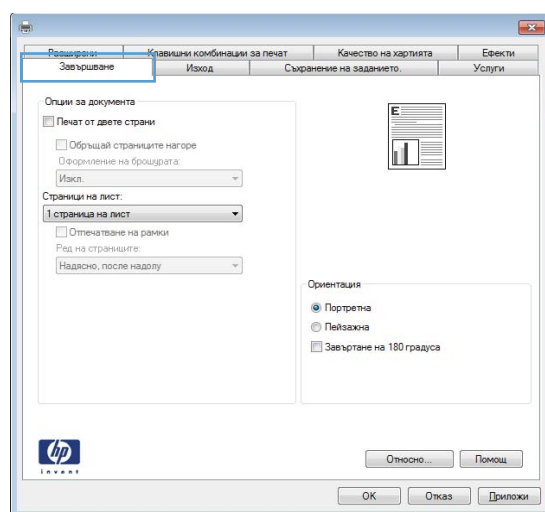 Разширени Клавишни комбинации за печат Качество на хартията Ефекти
Завършване Изход Съхранение на заданието. Услуги
Опции за документа
Печат от двете страни
Обръщай страниците нагоре
Оформление на брошурата:
Изкл.
Страници на лист:
1 страница на лист
Отпечатване на рамки
Ред на страниците:
Надясно, после надолу
E
Ориентация
Портретна
Пейзажна
Завъртане на 180 градуса
hp
invent
Относно... Помощ
OK Отказ Приложи